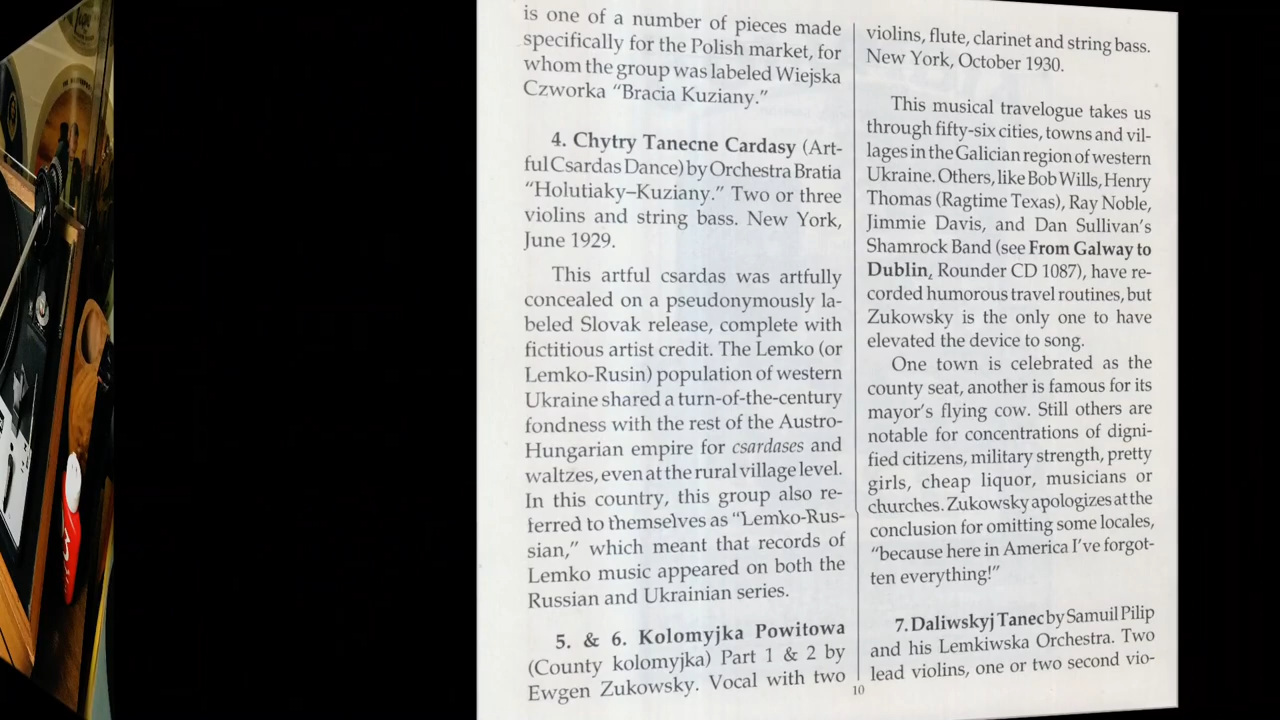 is one of a number of pieces made
specifically for the Polish market, for
whom the group was labeled Wiejska
Czworka "Bracia Kuziany."
4. Chytry Tanecne Cardasy (Art-
ful Csardas Dance) by Orchestra Bratia
"Holutiaky–Kuziany." Two or three
violins and string bass. New York,
June 1929.
This artful csardas was artfully
concealed on a pseudonymously la-
beled Slovak release, complete with
fictitious artist credit. The Lemko (or
Lemko-Rusin) population of western
Ukraine shared a turn-of-the-century
fondness with the rest of the Austro-
Hungarian empire for csardases and
waltzes, even at the rural village level.
In this country, this group also re-
ferred to themselves as "Lemko-Rus-
sian," which meant that records of
Lemko music appeared on both the
Russian and Ukrainian series.
5. & 6. Kolomyjka Powitowa
(County kolomyjka) Part 1 & 2 by
Ewgen Zukowsky. Vocal with two
violins, flute, clarinet and string bass.
New York, October 1930.
This musical travelogue takes us
through fifty-six cities, towns and vil-
lages in the Galician region of western
Ukraine. Others, like Bob Wills, Henry
Thomas (Ragtime Texas), Ray Noble,
Jimmie Davis, and Dan Sullivan's
Shamrock Band (see From Galway to
Dublin, Rounder CD 1087), have re-
corded humorous travel routines, but
Zukowsky is the only one to have
elevated the device to song.
One town is celebrated as the
county seat, another is famous for its
mayor's flying cow. Still others are
notable for concentrations of digni-
fied citizens, military strength, pretty
girls, cheap liquor, musicians or
churches. Zukowsky apologizes at the
conclusion for omitting some locales,
"because here in America I've forgot-
ten everything!"
7. Daliwskyj Tanec by Samuil Pilip
and his Lemkiwska Orchestra. Two
lead violins, one or two second vio-
10